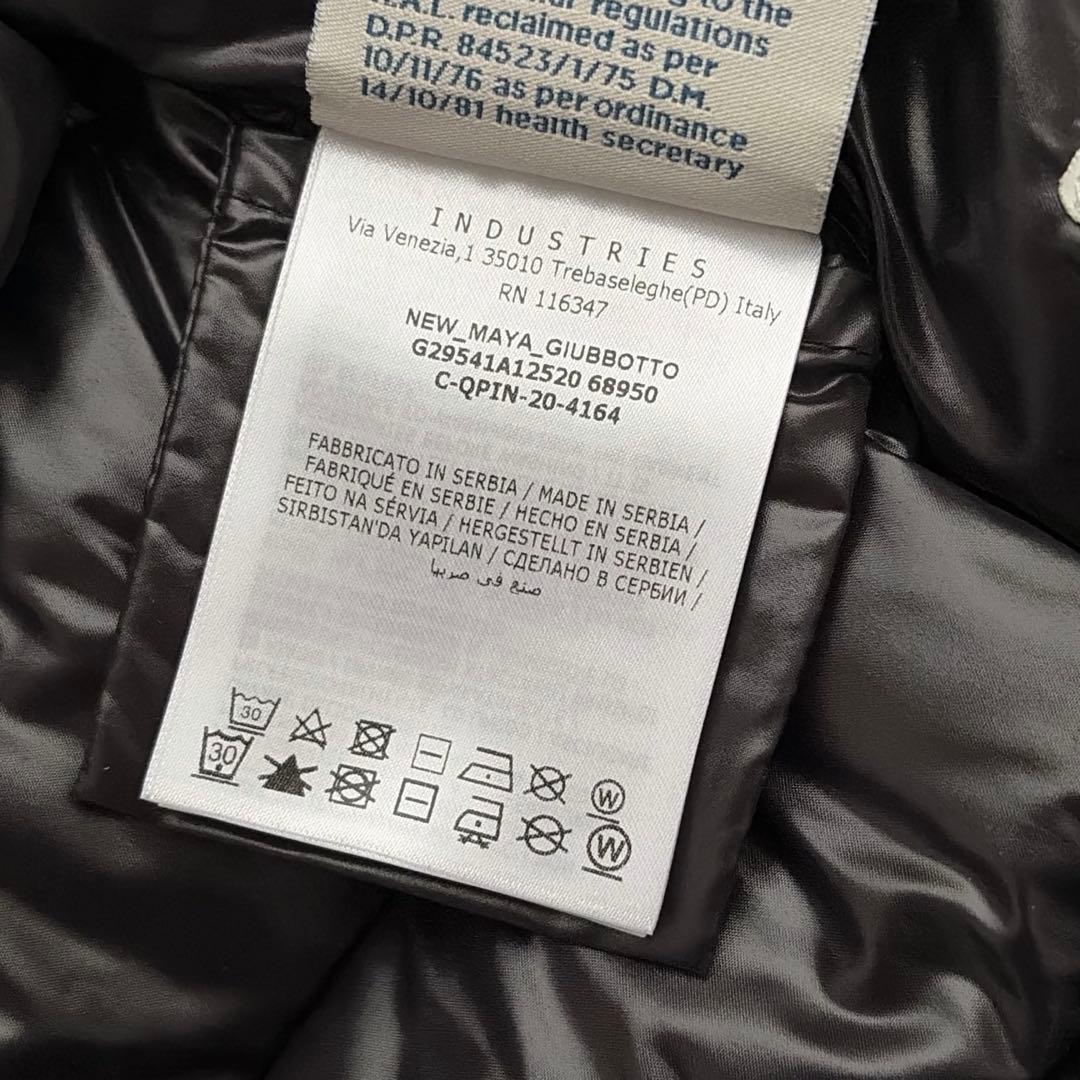 to the
regulations
reclaimed as per
D.P.R. 84523/1/75 D.M.
10/11/76 as per ordinance
14/10/81 health secretary
INDUSTRIES
Via Venezia,1 35010 Trebaseleghe(PD) Italy
RN 116347
NEW_MAYA_GIUBBOTTO
G29541A12520 68950
C-QPIN-20-4164
FABBRICATO IN SERBIA / MADE IN SERBIA /
FABRIQUÉ EN SERBIE / HECHO EN SERBIA /
FEITO NA SÉRVIA / HERGESTELLT IN SERBIEN /
SIRBISTAN'DA YAPILAN / СДЕЛАНО В СЕРБИИ /
صنع في صربيا
30 W
30 W